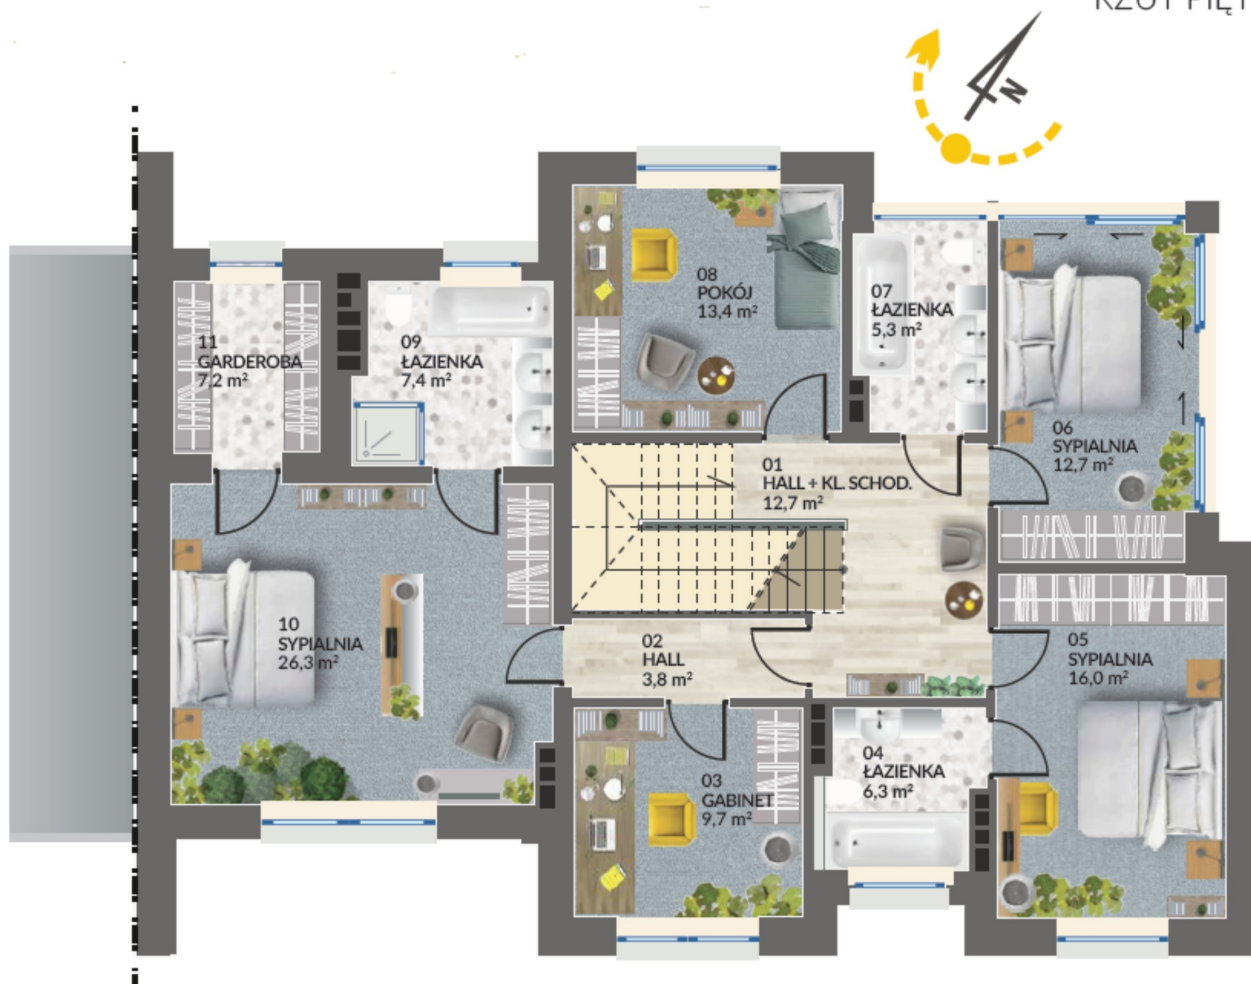 N
08
POKÓJ
13,4 m²
07
ŁAZIENKA
5,3 m²
11
GARDEROBA
7,2 m²
09
ŁAZIENKA
7,4 m²
06
SYPIALNIA
12,7 m²
01
HALL + KL. SCHOD.
12,7 m²
10
SYPIALNIA
26,3 m²
02
HALL
3,8 m²
05
SYPIALNIA
16,0 m²
03
GABINET
9,7 m²
04
ŁAZIENKA
6,3 m²